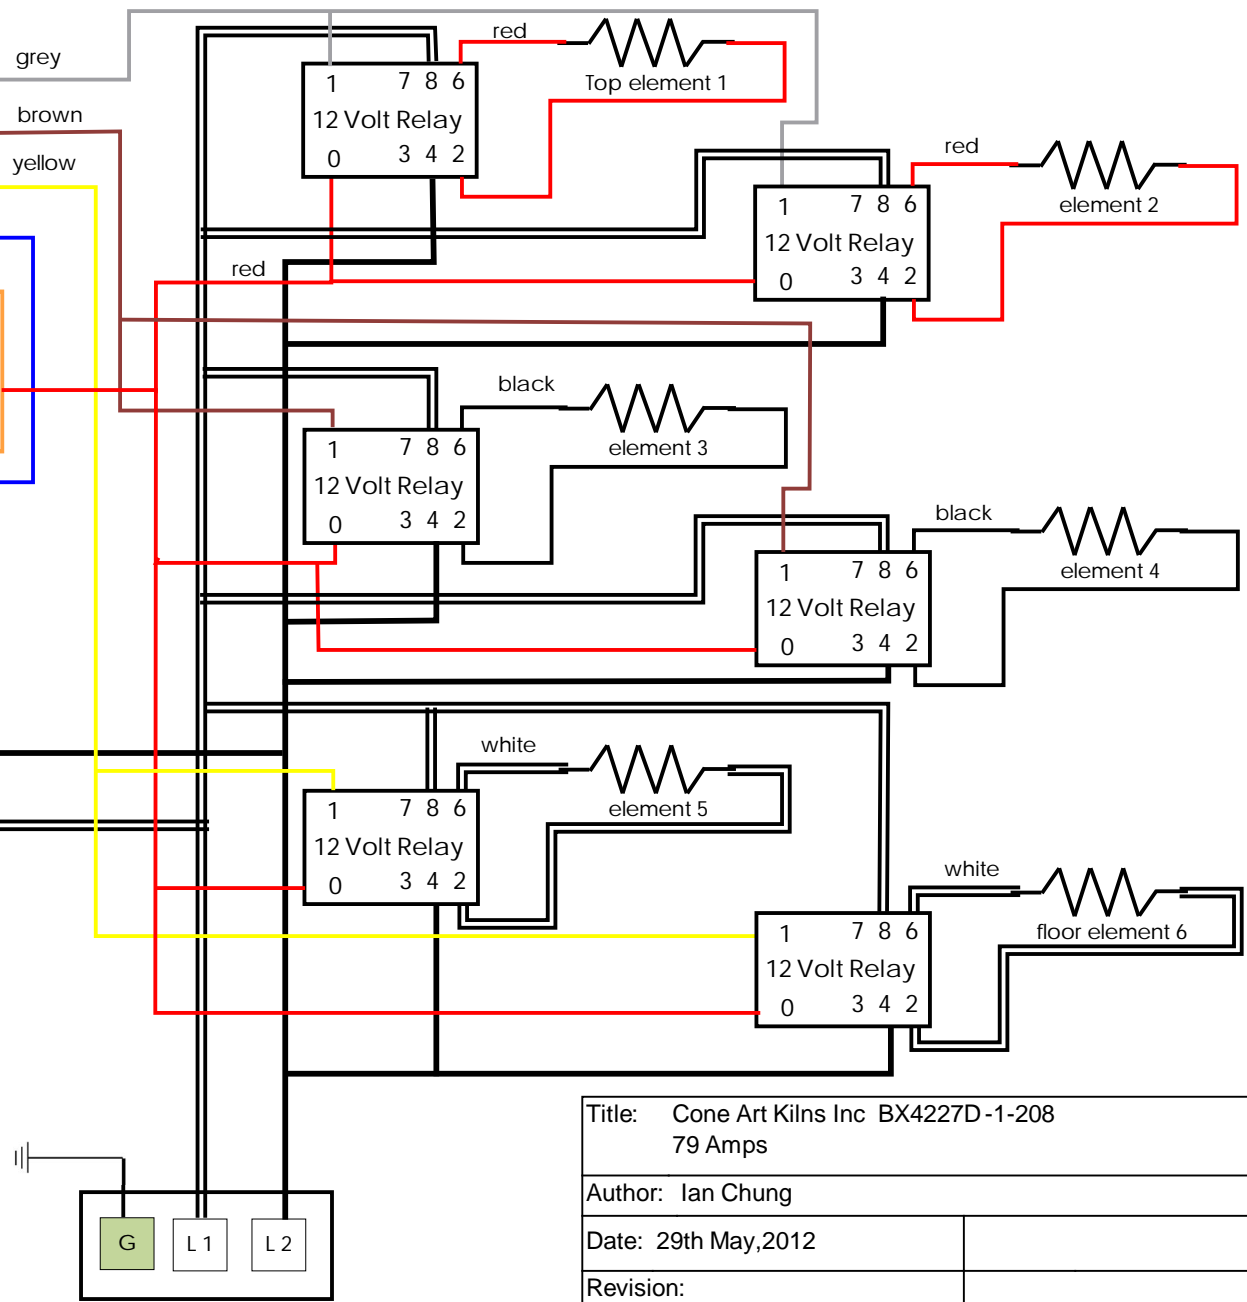 grey
red
Top element 1
1 7 8 6
12 Volt Relay
0 3 4 2
brown
yellow
red
element 2
1 7 8 6
12 Volt Relay
0 3 4 2
red
black
element 3
1 7 8 6
12 Volt Relay
0 3 4 2
black
element 4
1 7 8 6
12 Volt Relay
0 3 4 2
white
element 5
1 7 8 6
12 Volt Relay
0 3 4 2
white
floor element 6
1 7 8 6
12 Volt Relay
0 3 4 2
G L 1 L 2
Title: Cone Art Kilns Inc BX4227D-1-208
79 Amps
Author: Ian Chung
Date: 29th May,2012
Revision: